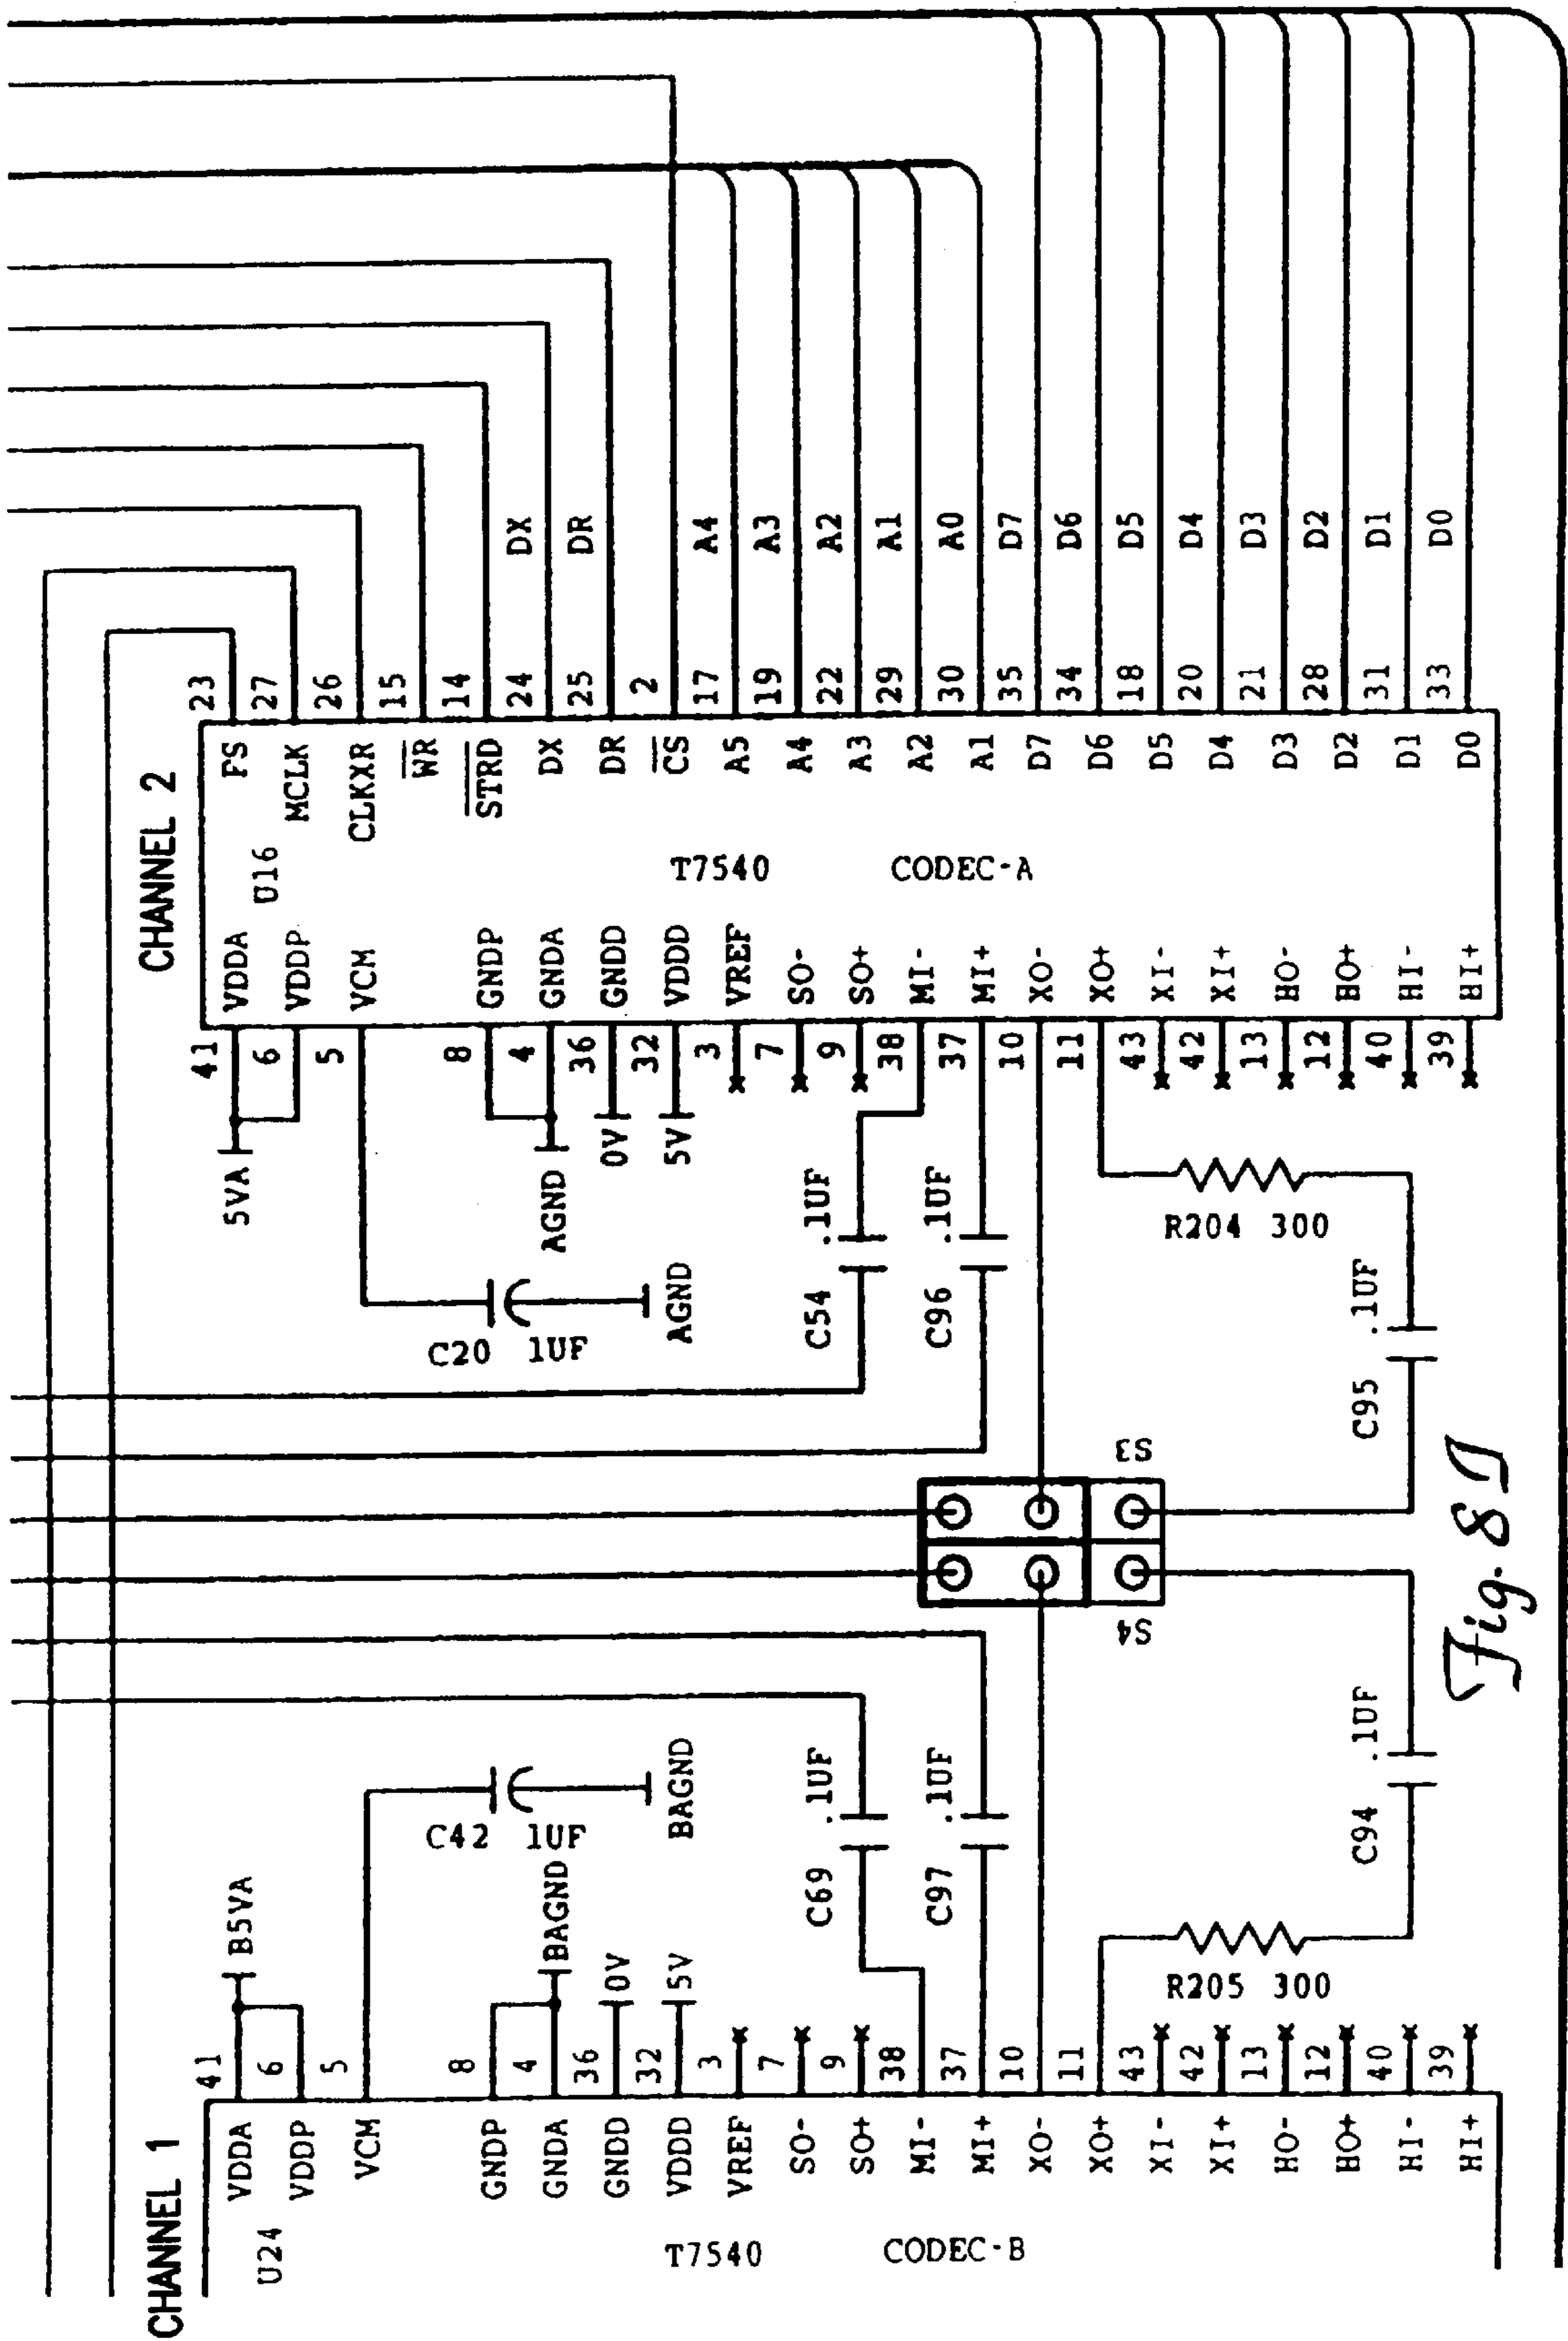 CHANNEL 1
U24
T7540
CODEC-B
VDDA 41
VDDP 6
VCM 5
GNDP 8
GNDA 4
GNDD 36
VDDD 32
VREF 3
SO- 7
SO+ 9
MI- 38
MI+ 37
XO- 10
XO+ 11
XI- 43
XI+ 42
HO- 13
HO+ 12
HI- 40
HI+ 39
B5VA
BAGND
0V
5V
C42 1UF
BAGND
C69 .1UF
C97 .1UF
R205 300
C94 .1UF
S4
S3
C20 1UF
AGND
C54 .1UF
C96 .1UF
R204 300
C95 .1UF
5VA
AGND
0V
5V
CHANNEL 2
U16
T7540
CODEC-A
41 VDDA
6 VDDP
5 VCM
8 GNDP
4 GNDA
36 GNDD
32 VDDD
3 VREF
7 SO-
9 SO+
38 MI-
37 MI+
10 XO-
11 XO+
43 XI-
42 XI+
13 HO-
12 HO+
40 HI-
39 HI+
FS 23
MCLK 27
CLKXR 26
WR 15
STRD 14
DX 24 DX
DR 25 DR
CS 2
A5 17 A4
A4 19 A3
A3 22 A2
A2 29 A1
A1 30 A0
D7 35 D7
D6 34 D6
D5 18 D5
D4 20 D4
D3 21 D3
D2 28 D2
D1 31 D1
D0 33 D0
Fig. 8I